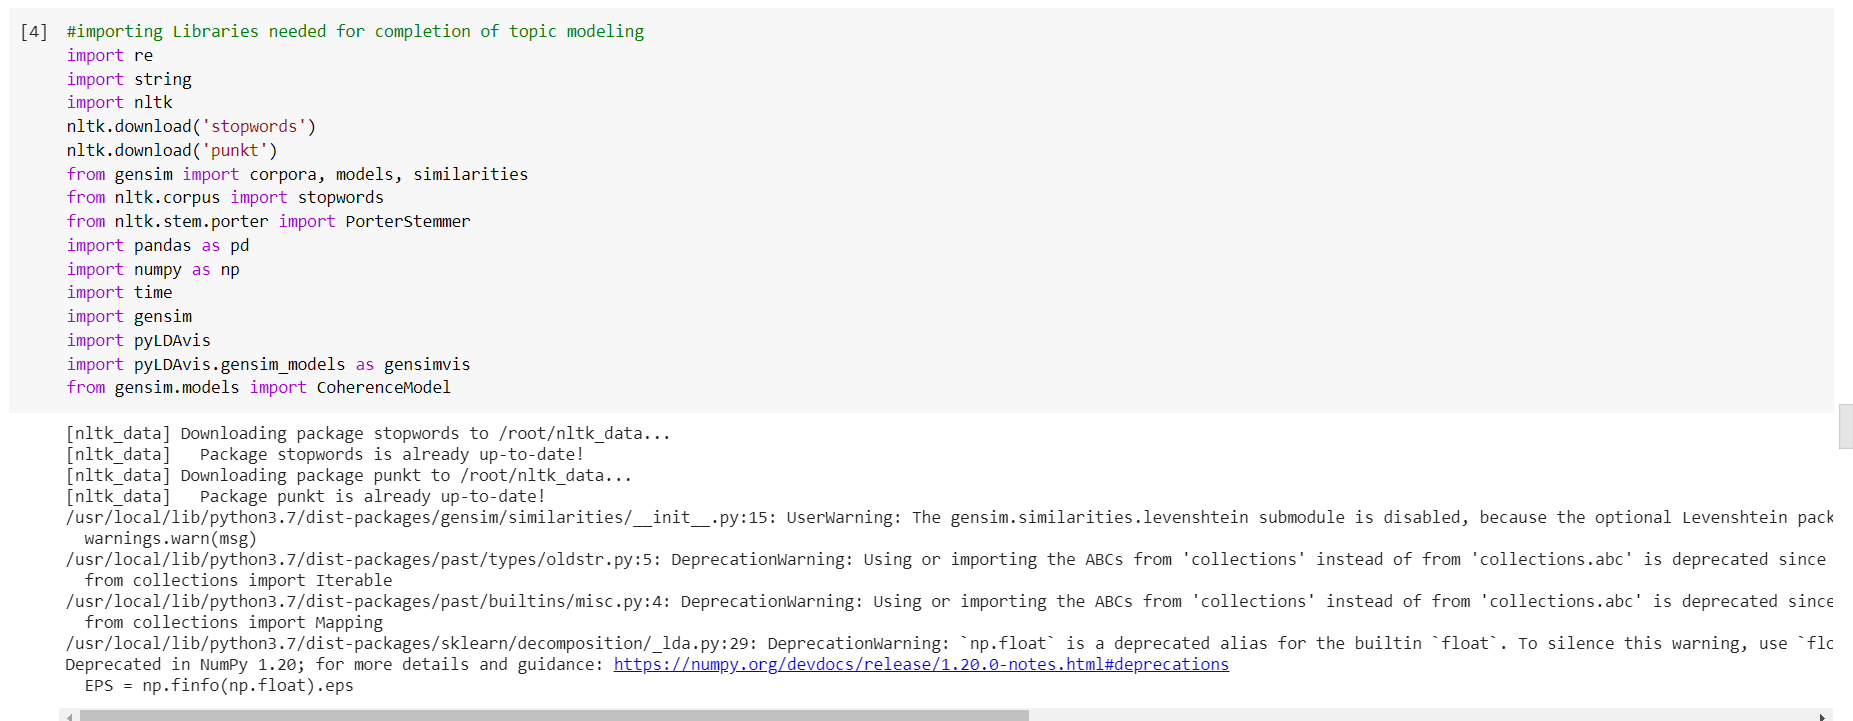 [4] #importing Libraries needed for completion of topic modeling
import re
import string
import nltk
nltk.download('stopwords')
nltk.download('punkt')
from gensim import corpora, models, similarities
from nltk.corpus import stopwords
from nltk.stem.porter import PorterStemmer
import pandas as pd
import numpy as np
import time
import gensim
import pyLDAvis
import pyLDAvis.gensim_models as gensimvis
from gensim.models import CoherenceModel
[nltk_data] Downloading package stopwords to /root/nltk_data...
[nltk_data]   Package stopwords is already up-to-date!
[nltk_data] Downloading package punkt to /root/nltk_data...
[nltk_data]   Package punkt is already up-to-date!
/usr/local/lib/python3.7/dist-packages/gensim/similarities/__init__.py:15: UserWarning: The gensim.similarities.levenshtein submodule is disabled, because the optional Levenshtein pack
  warnings.warn(msg)
/usr/local/lib/python3.7/dist-packages/past/types/oldstr.py:5: DeprecationWarning: Using or importing the ABCs from 'collections' instead of from 'collections.abc' is deprecated since
  from collections import Iterable
/usr/local/lib/python3.7/dist-packages/past/builtins/misc.py:4: DeprecationWarning: Using or importing the ABCs from 'collections' instead of from 'collections.abc' is deprecated since
  from collections import Mapping
/usr/local/lib/python3.7/dist-packages/sklearn/decomposition/_lda.py:29: DeprecationWarning: `np.float` is a deprecated alias for the builtin `float`. To silence this warning, use `flo
Deprecated in NumPy 1.20; for more details and guidance: https://numpy.org/devdocs/release/1.20.0-notes.html#deprecations
  EPS = np.finfo(np.float).eps